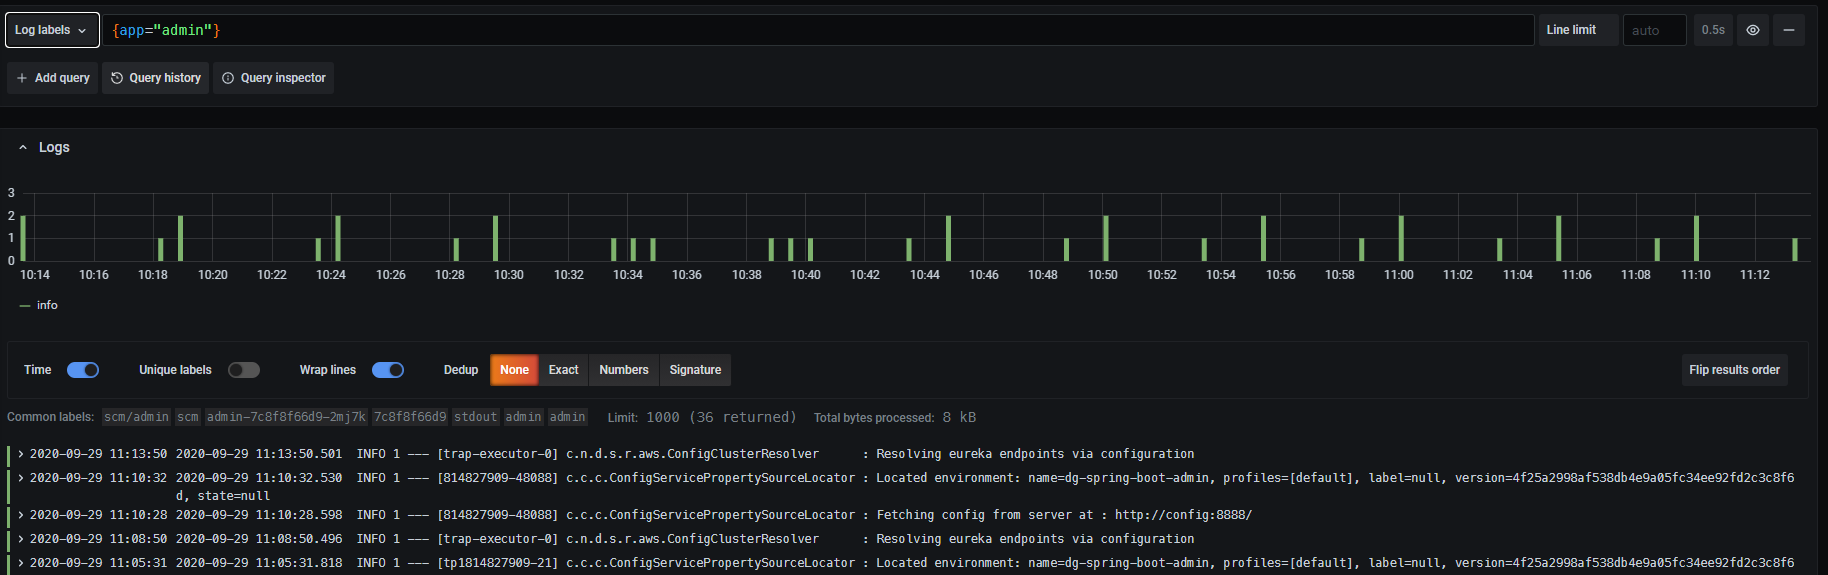 Log labels {app="admin"} Line limit auto 0.5s
Add query Query history Query inspector
Logs
3
2
1
0
10:14 10:16 10:18 10:20 10:22 10:24 10:26 10:28 10:30 10:32 10:34 10:36 10:38 10:40 10:42 10:44 10:46 10:48 10:50 10:52 10:54 10:56 10:58 11:00 11:02 11:04 11:06 11:08 11:10 11:12
info
Time Unique labels Wrap lines Dedup None Exact Numbers Signature Flip results order
Common labels: scm/admin scm admin-7c8f8f66d9-2mj7k 7c8f8f66d9 stdout admin admin Limit: 1000 (36 returned) Total bytes processed: 8 kB
> 2020-09-29 11:13:50 2020-09-29 11:13:50.501 INFO 1 --- [trap-executor-0] c.n.d.s.r.aws.ConfigClusterResolver : Resolving eureka endpoints via configuration
> 2020-09-29 11:10:32 2020-09-29 11:10:32.530 INFO 1 --- [814827909-48088] c.c.c.ConfigServicePropertySourceLocator : Located environment: name=dg-spring-boot-admin, profiles=[default], label=null, version=4f25a2998af538db4e9a05fc34ee92fd2c3c8f6
d, state=null
> 2020-09-29 11:10:28 2020-09-29 11:10:28.598 INFO 1 --- [814827909-48088] c.c.c.ConfigServicePropertySourceLocator : Fetching config from server at : http://config:8888/
> 2020-09-29 11:08:50 2020-09-29 11:08:50.496 INFO 1 --- [trap-executor-0] c.n.d.s.r.aws.ConfigClusterResolver : Resolving eureka endpoints via configuration
> 2020-09-29 11:05:31 2020-09-29 11:05:31.818 INFO 1 --- [tp1814827909-21] c.c.c.ConfigServicePropertySourceLocator : Located environment: name=dg-spring-boot-admin, profiles=[default], label=null, version=4f25a2998af538db4e9a05fc34ee92fd2c3c8f6